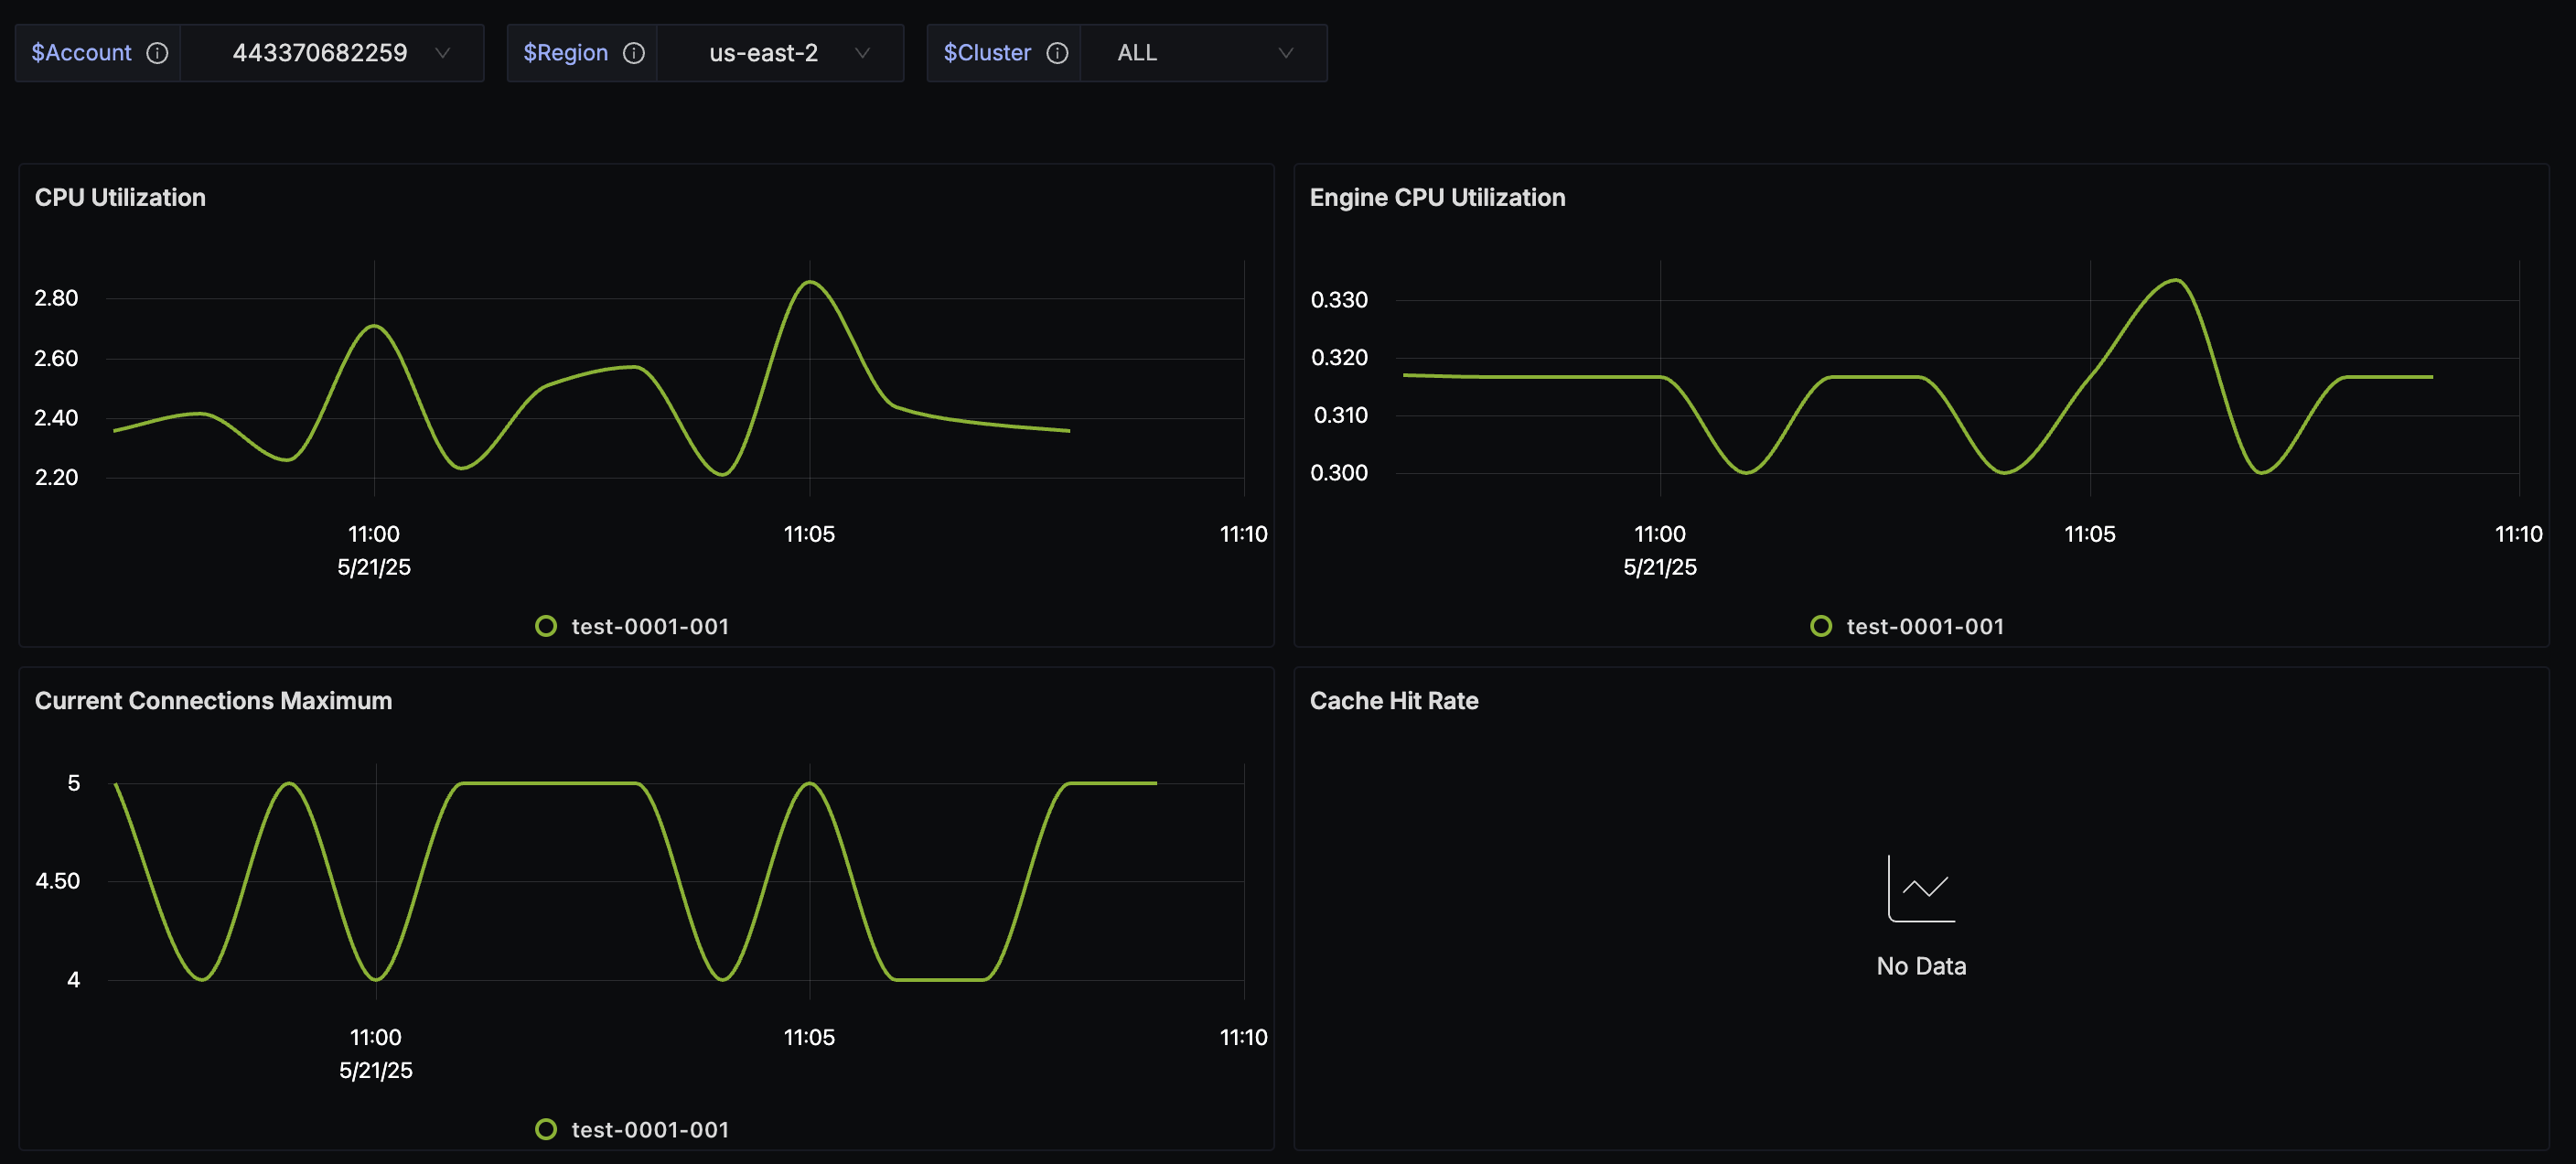 $Account 443370682259 $Region us-east-2 $Cluster ALL
CPU Utilization
2.80
2.60
2.40
2.20
11:00 11:05 11:10
5/21/25
test-0001-001
Engine CPU Utilization
0.330
0.320
0.310
0.300
11:00 11:05 11:10
5/21/25
test-0001-001
Current Connections Maximum
5
4.50
4
11:00 11:05 11:10
5/21/25
test-0001-001
Cache Hit Rate
No Data